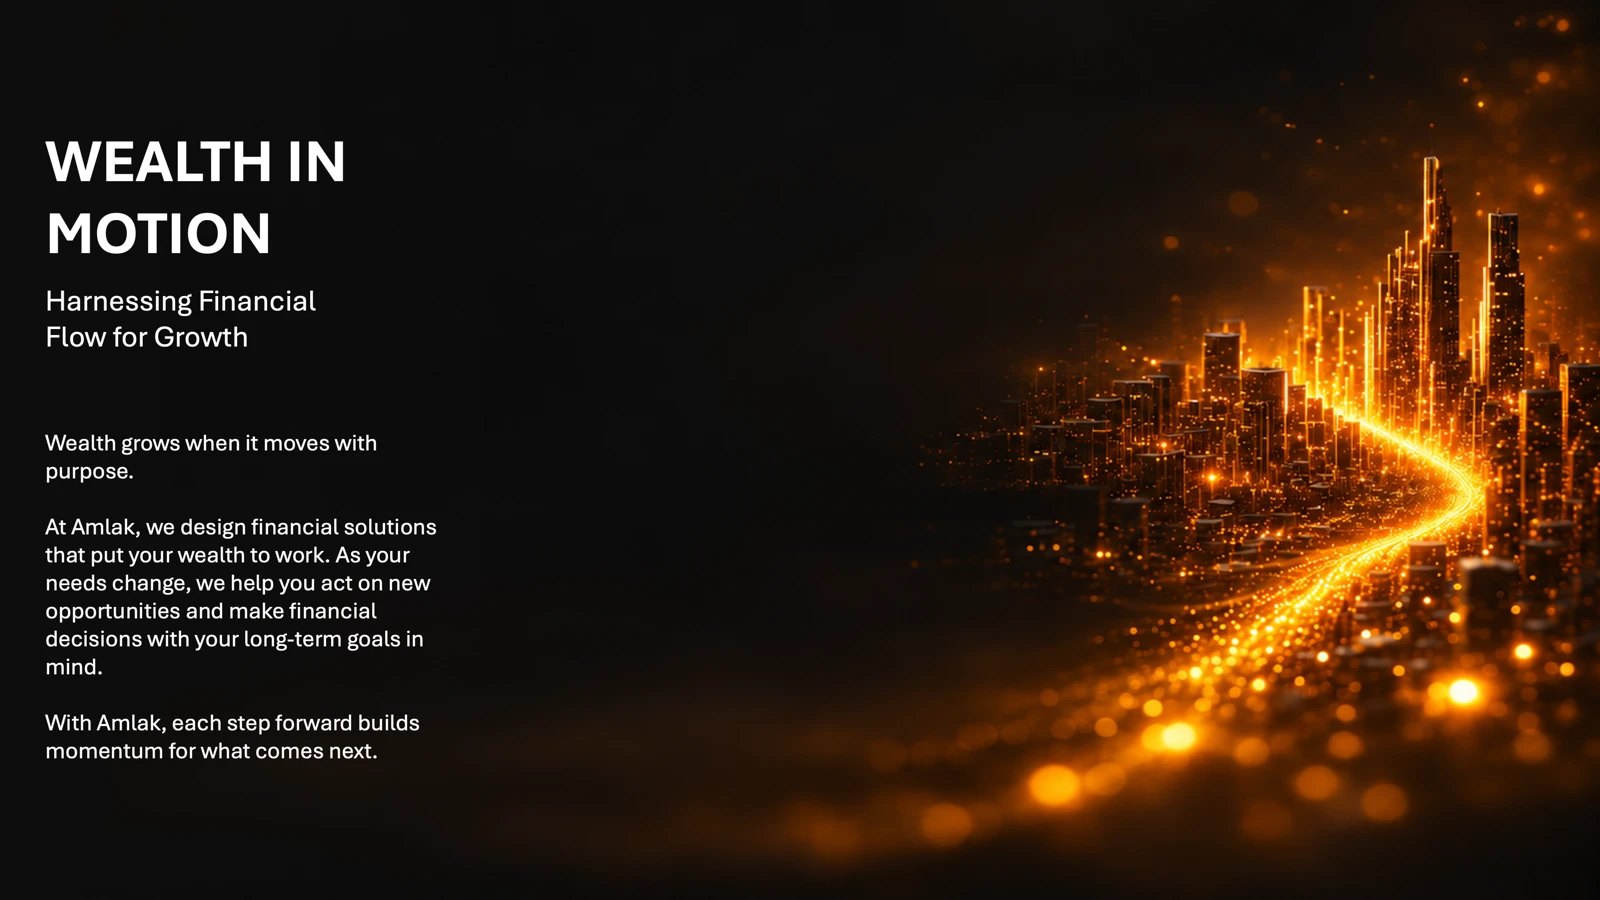 WEALTH IN
MOTION
Harnessing Financial
Flow for Growth
Wealth grows when it moves with
purpose.
At Amlak, we design financial solutions
that put your wealth to work. As your
needs change, we help you act on new
opportunities and make financial
decisions with your long-term goals in
mind.
With Amlak, each step forward builds
momentum for what comes next.